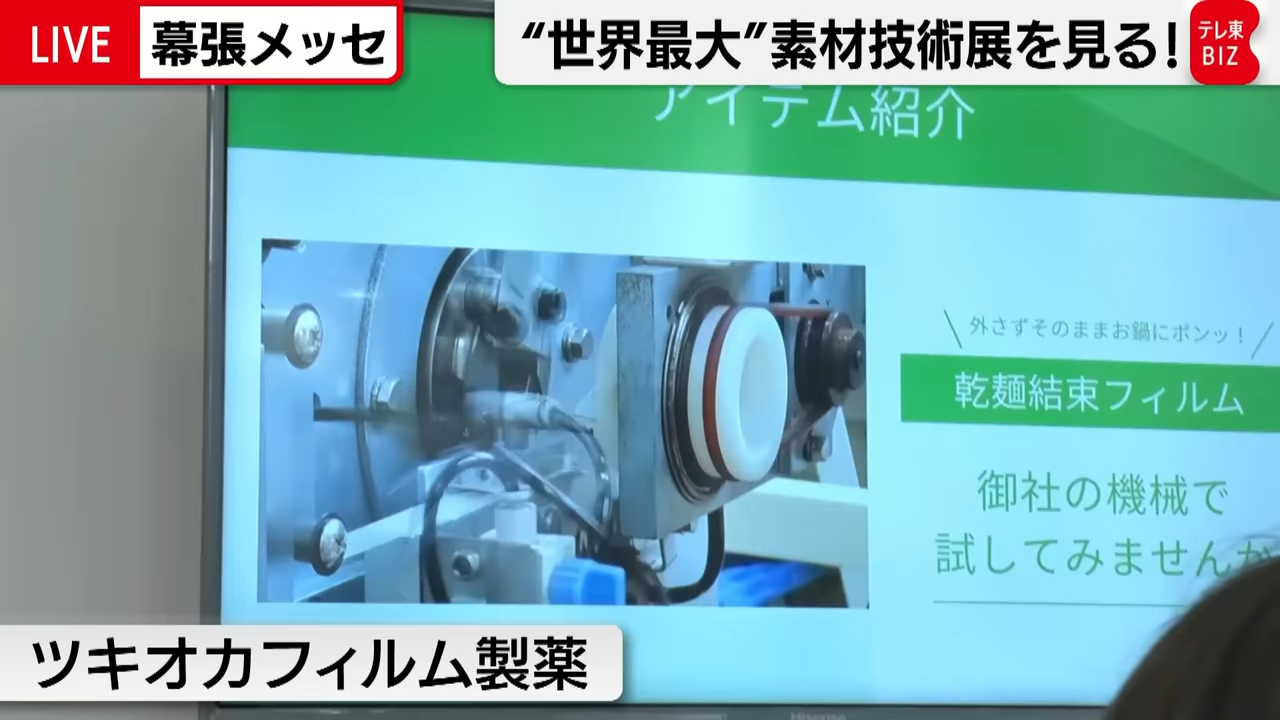 LIVE 幕張メッセ
“世界最大”素材技術展を見る!
テレ東
BIZ
アイテム紹介
外さずそのままお鍋にポンッ!
乾麺結束フィルム
御社の機械で
試してみませんか
ツキオカフィルム製薬